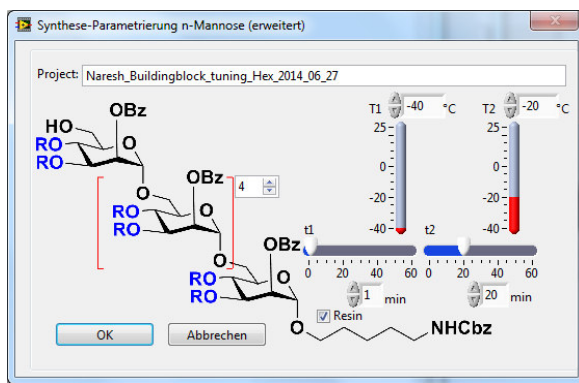 Synthese-Parametrierung n-Mannose (erweitert)
Project: Naresh_Buildingblock_tuning_Hex_2014_06_27
T1 -40 °C T2 -20 °C
25 25
0 0
-20 -20
-40 -40
HO OBz
RO O
RO
OBz 4
O
RO O
RO
OBz
O
RO O
RO
O NHCbz
t1 t2
0 20 40 60 0 20 40 60
1 min 20 min
Resin
OK Abbrechen